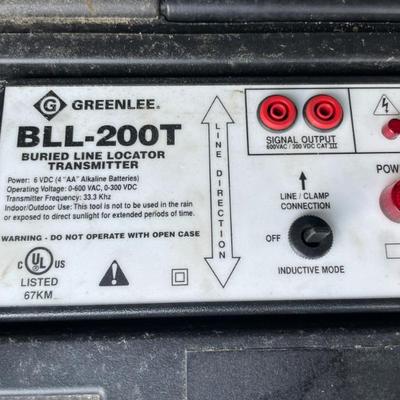 G GREENLEE®
BLL-200T
BURIED LINE LOCATOR
TRANSMITTER
Power: 6 VDC (4 "AA" Alkaline Batteries)
Operating Voltage: 0-600 VAC, 0-300 VDC
Transmitter Frequency: 33.3 Khz
Indoor/Outdoor Use: This tool is not to be used in the rain
or exposed to direct sunlight for extended periods of time.
WARNING - DO NOT OPERATE WITH OPEN CASE
C UL US
LISTED
67KM
LINE DIRECTION
SIGNAL OUTPUT
600VAC / 300 VDC CAT III
LINE / CLAMP
CONNECTION
OFF
INDUCTIVE MODE
POW